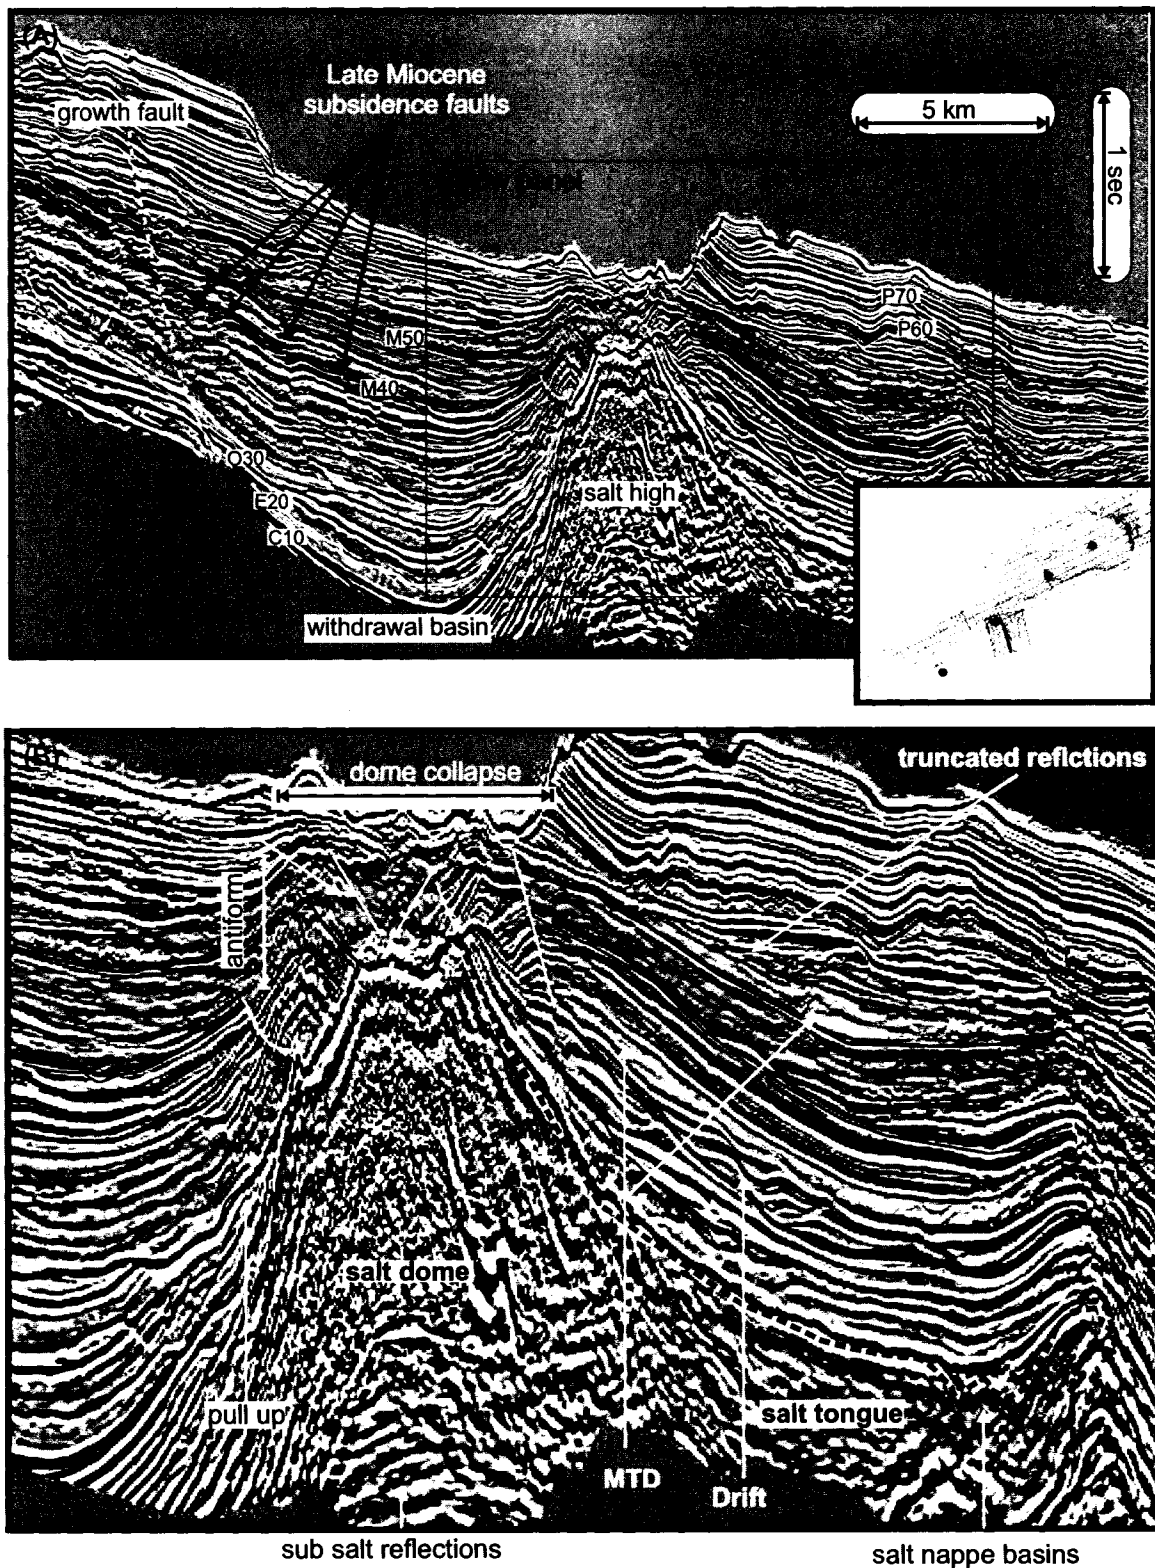 (A)
Late Miocene
subsidence faults
growth fault
5 km
1 sec
panel
P70
P60
M50
M40
O30
E20
C10
salt high
withdrawal basin
(B)
dome collapse
truncated reflctions
antiform
salt dome
pull up
salt tongue
MTD
Drift
sub salt reflections
salt nappe basins